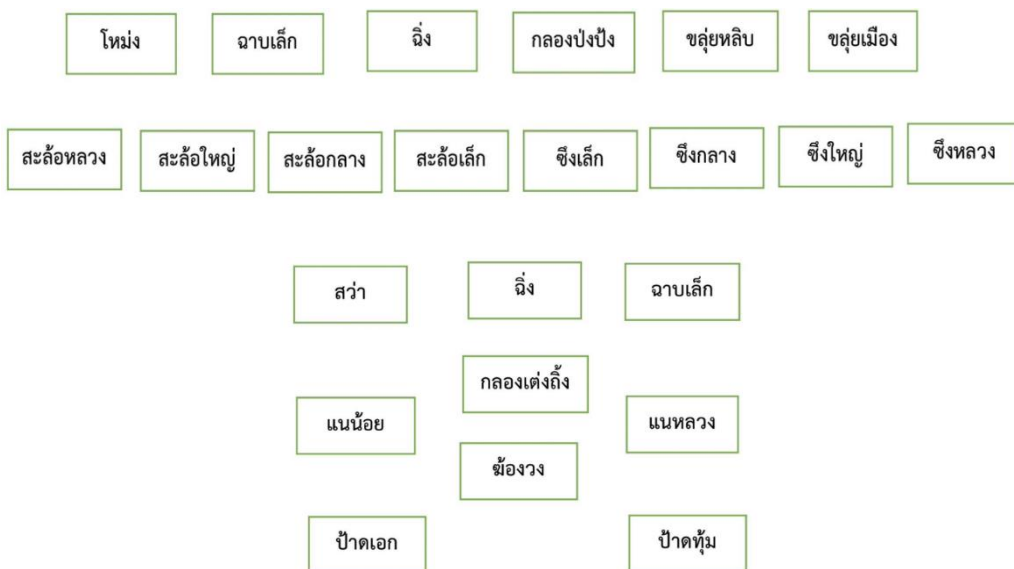 โหม่ง ฉาบเล็ก ฉิ่ง กลองป่งป้ง ขลุ่ยหลิบ ขลุ่ยเมือง
สะล้อหลวง สะล้อใหญ่ สะล้อกลาง สะล้อเล็ก ซึงเล็ก ซึงกลาง ซึงใหญ่ ซึงหลวง
สว่า ฉิ่ง ฉาบเล็ก
กลองเต่งถิ้ง
แนน้อย แนหลวง
ฆ้องวง
ป้าดเอก ป้าดทุ้ม